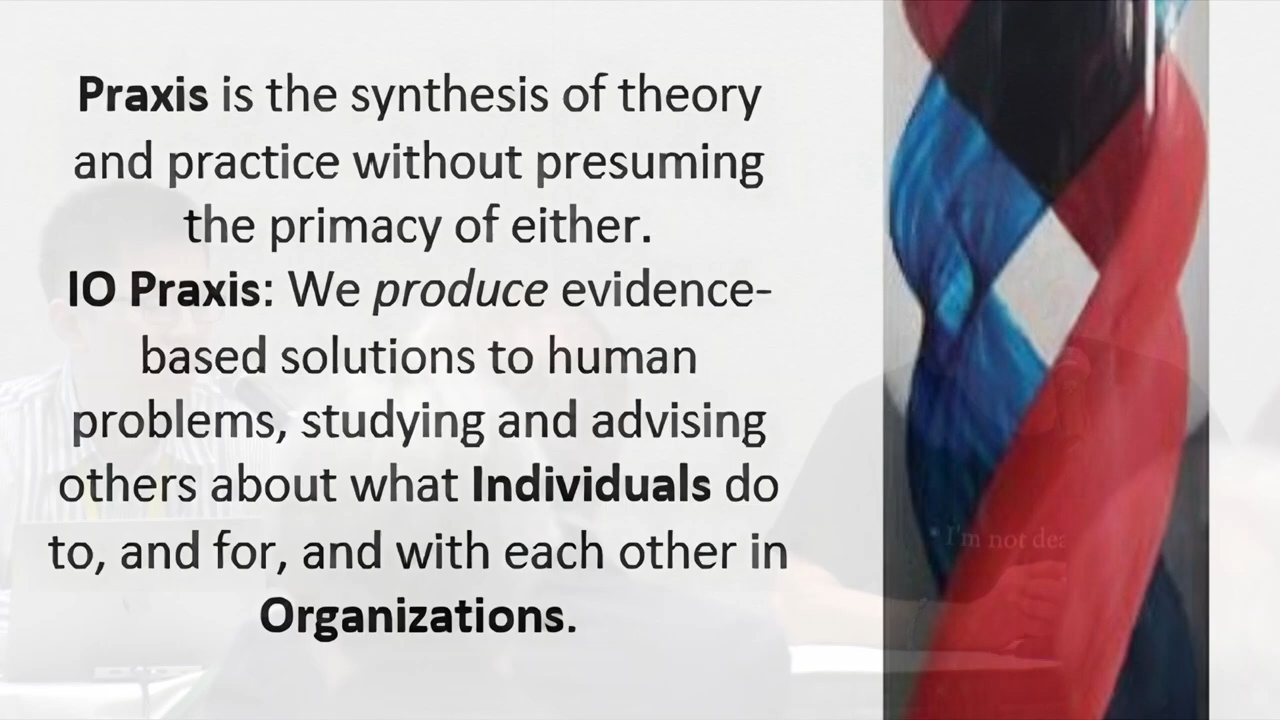 Praxis is the synthesis of theory
and practice without presuming
the primacy of either.
IO Praxis: We produce evidence-
based solutions to human
problems, studying and advising
others about what Individuals do
to, and for, and with each other in
Organizations.
I'm not